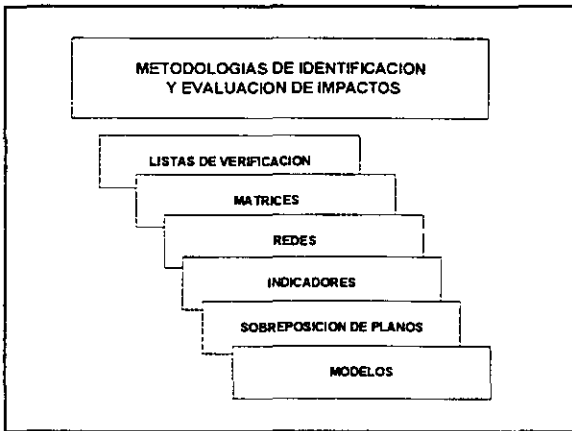 METODOLOGIAS DE IDENTIFICACION
Y EVALUACION DE IMPACTOS
LISTAS DE VERIFICACION
MATRICES
REDES
INDICADORES
SOBREPOSICION DE PLANOS
MODELOS